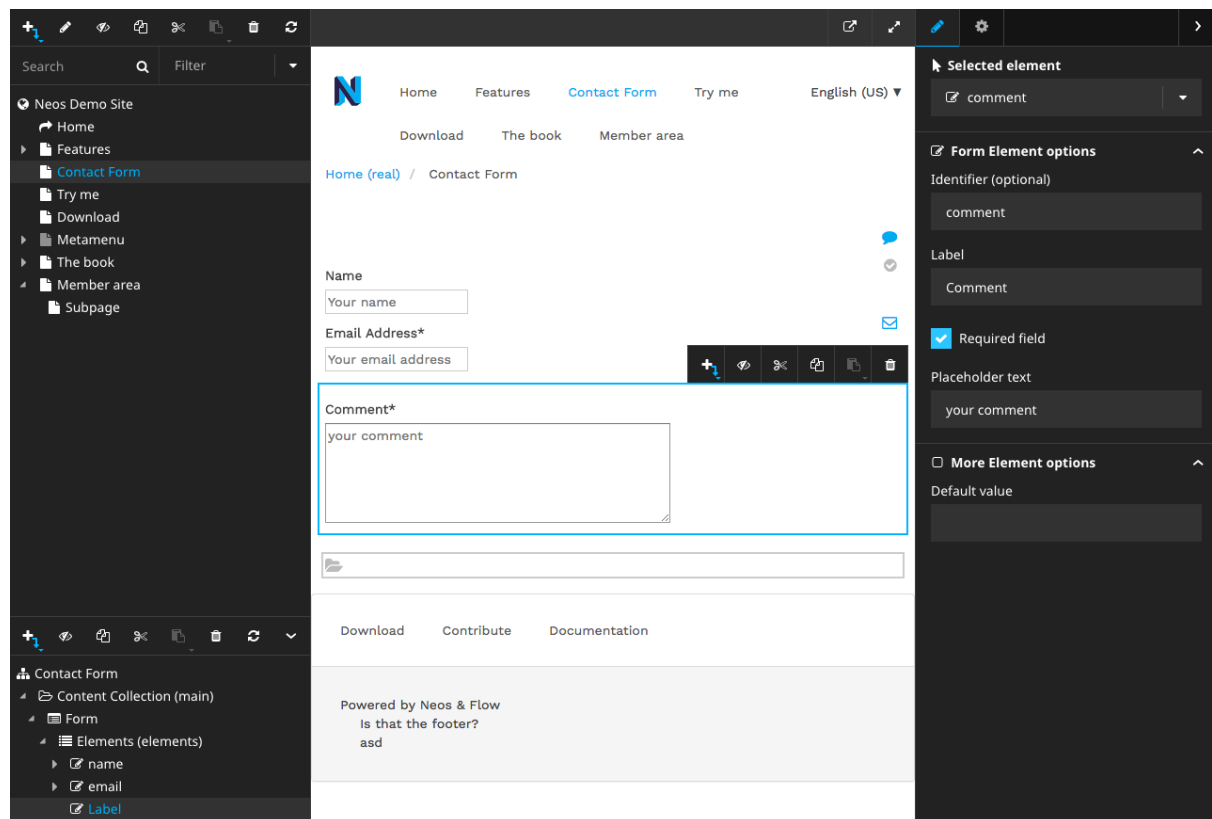 Search
Filter
Neos Demo Site
Home
Features
Contact Form
Try me
Download
Metamenu
The book
Member area
Subpage
Contact Form
Content Collection (main)
Form
Elements (elements)
name
email
Label
N
Home Features Contact Form Try me English (US) ▼
Download The book Member area
Home (real) / Contact Form
Name
Your name
Email Address*
Your email address
Comment*
your comment
Download Contribute Documentation
Powered by Neos & Flow
Is that the footer?
asd
Selected element
comment
Form Element options
Identifier (optional)
comment
Label
Comment
Required field
Placeholder text
your comment
More Element options
Default value